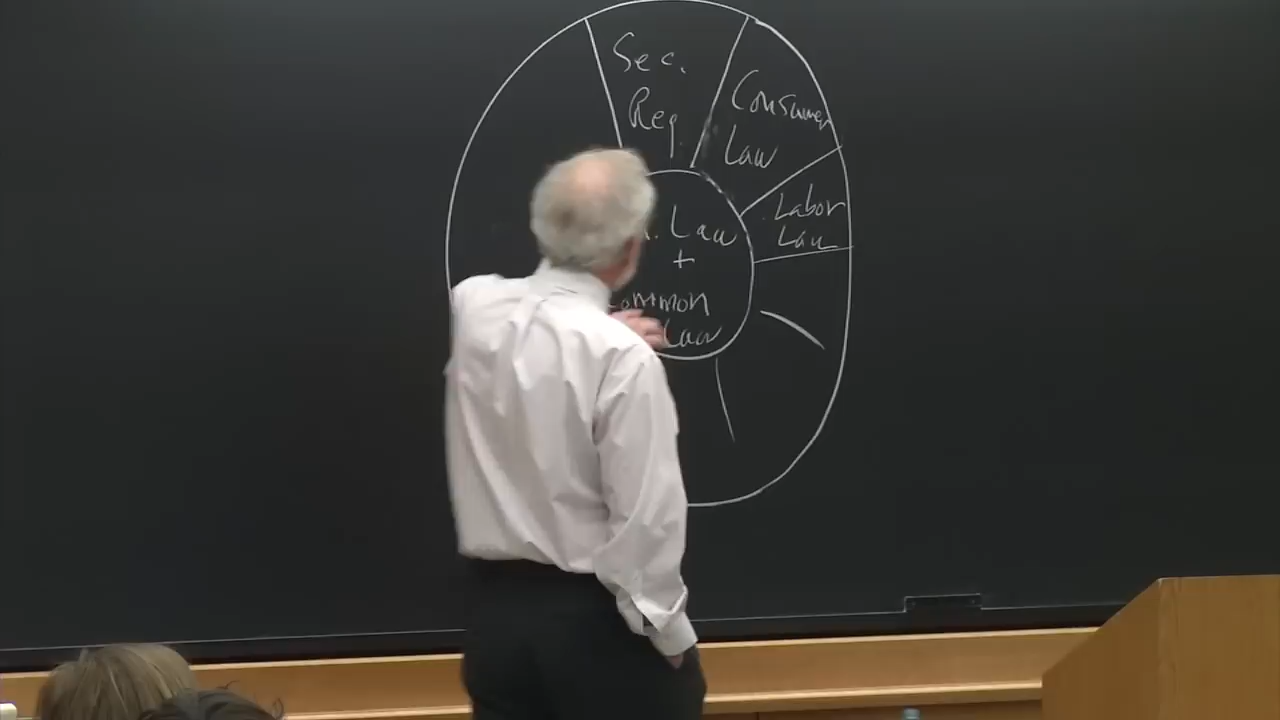 Sec.
Reg
Consumer
Law
Labor
Law
. Law
+
ommon
Law